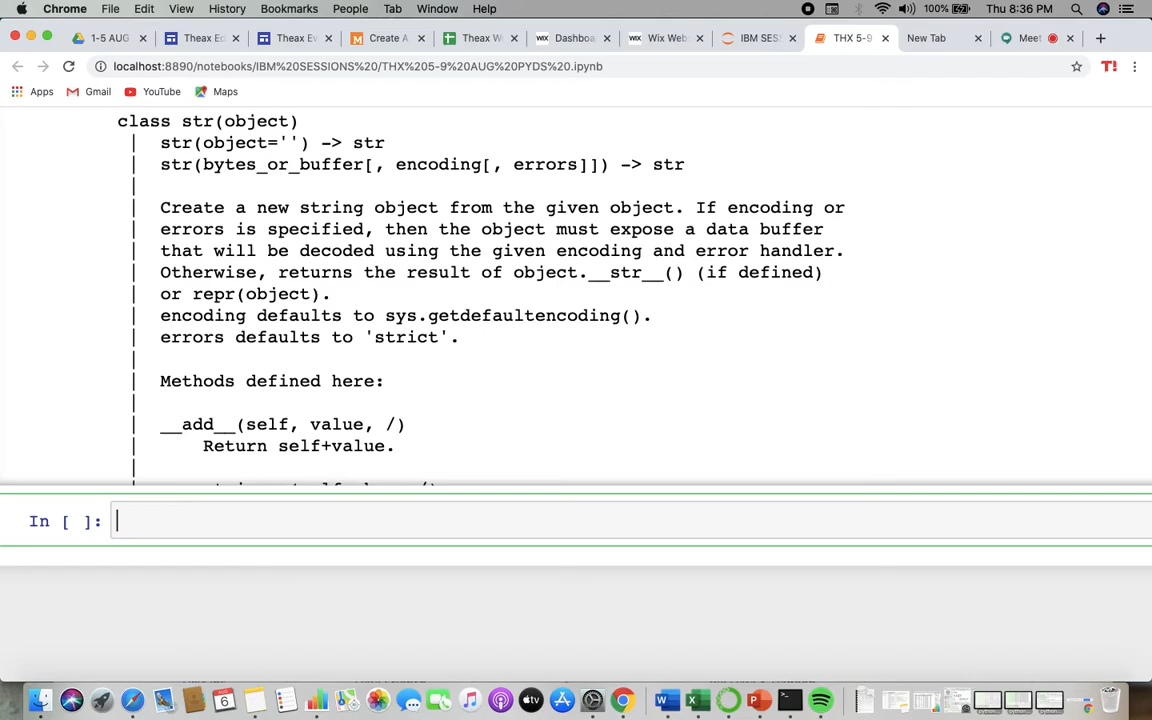 Chrome File Edit View History Bookmarks People Tab Window Help 100% Thu 8:36 PM
1-5 AUG Theax Ed Theax Ev Create A Theax W Dashboa Wix Web IBM SES THX 5-9 New Tab Meet
localhost:8890/notebooks/IBM%20SESSIONS%20/THX%205-9%20AUG%20PYDS%20.ipynb
Apps Gmail YouTube Maps
class str(object)
| str(object='') -> str
| str(bytes_or_buffer[, encoding[, errors]]) -> str
|
| Create a new string object from the given object. If encoding or
| errors is specified, then the object must expose a data buffer
| that will be decoded using the given encoding and error handler.
| Otherwise, returns the result of object.__str__() (if defined)
| or repr(object).
| encoding defaults to sys.getdefaultencoding().
| errors defaults to 'strict'.
|
| Methods defined here:
|
| __add__(self, value, /)
| Return self+value.
|
In [ ]: